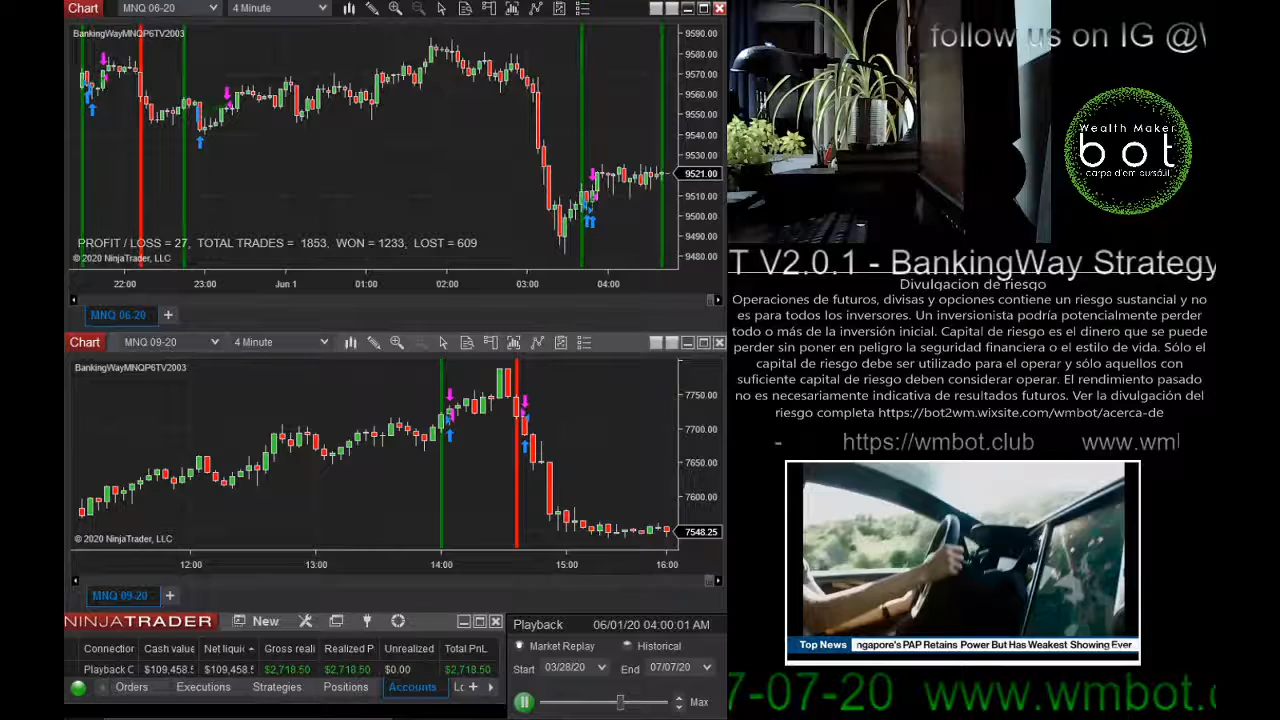 Chart MNQ 06-20 4 Minute
BankingWayMNQP6TV2003
9590.00
9580.00
9570.00
9560.00
9550.00
9540.00
9530.00
9521.00
9510.00
9500.00
9490.00
9480.00
PROFIT / LOSS = 27, TOTAL TRADES = 1853, WON = 1233, LOST = 609
© 2020 NinjaTrader, LLC
22:00 23:00 Jun 1 01:00 02:00 03:00 04:00
MNQ 06-20 +
Chart MNQ 09-20 4 Minute
BankingWayMNQP6TV2003
7750.00
7700.00
7650.00
7600.00
7548.25
© 2020 NinjaTrader, LLC
12:00 13:00 14:00 15:00 16:00
MNQ 09-20 +
NINJATRADER New
Connection Cash value Net liqui Gross reali Realized P Unrealized Total PnL
Playback C $109,458.5 $109,458.5 $2,718.50 $2,718.50 $0.00 $2,718.50
Orders Executions Strategies Positions Accounts Lo +
Playback 06/01/20 04:00:01 AM
Market Replay Historical
Start 03/28/20 End 07/07/20
Max
follow us on IG @
Wealth Maker
bot
T V2.0.1 - BankingWay Strategy
Divulgacion de riesgo
Operaciones de futuros, divisas y opciones contiene un riesgo sustancial y no
es para todos los inversores. Un inversionista podría potencialmente perder
todo o más de la inversión inicial. Capital de riesgo es el dinero que se puede
perder sin poner en peligro la seguridad financiera o el estilo de vida. Sólo el
capital de riesgo debe ser utilizado para el operar y sólo aquellos con
suficiente capital de riesgo deben considerar operar. El rendimiento pasado
no es necesariamente indicativa de resultados futuros. Ver la divulgación del
riesgo completa https://bot2wm.wixsite.com/wmbot/acerca-de
- https://wmbot.club www.wml
Top News ngapore's PAP Retains Power But Has Weakest Showing Ever
7-07-20 www.wmbot.c